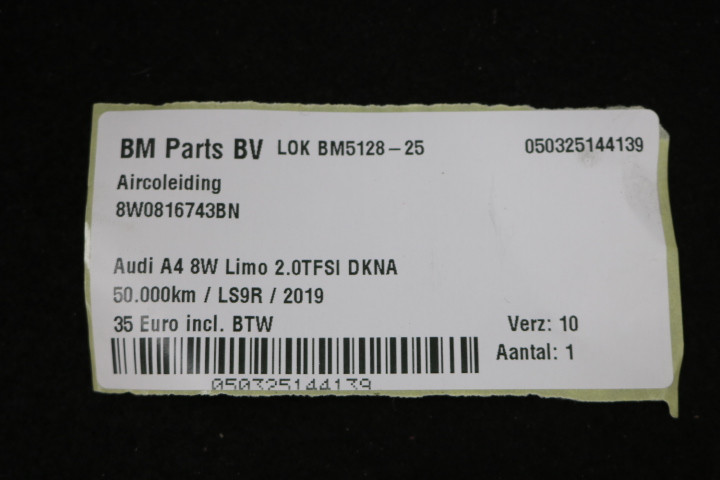 BM Parts BV LOK BM5128-25 050325144139
Aircoleiding
8W0816743BN
Audi A4 8W Limo 2.0TFSI DKNA
50.000km / LS9R / 2019
35 Euro incl. BTW Verz: 10
Aantal: 1
050325144139